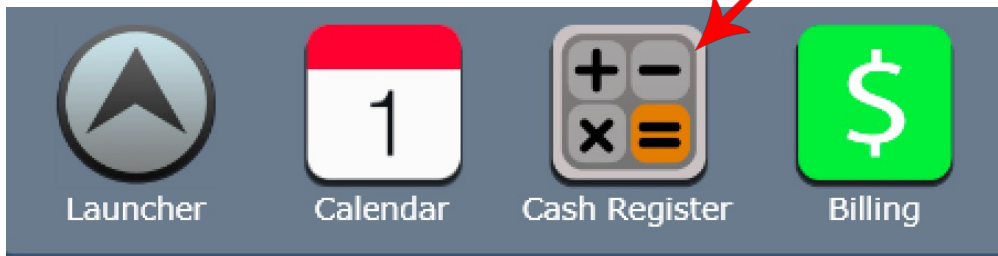 1
+ −
× =
$
Launcher
Calendar
Cash Register
Billing